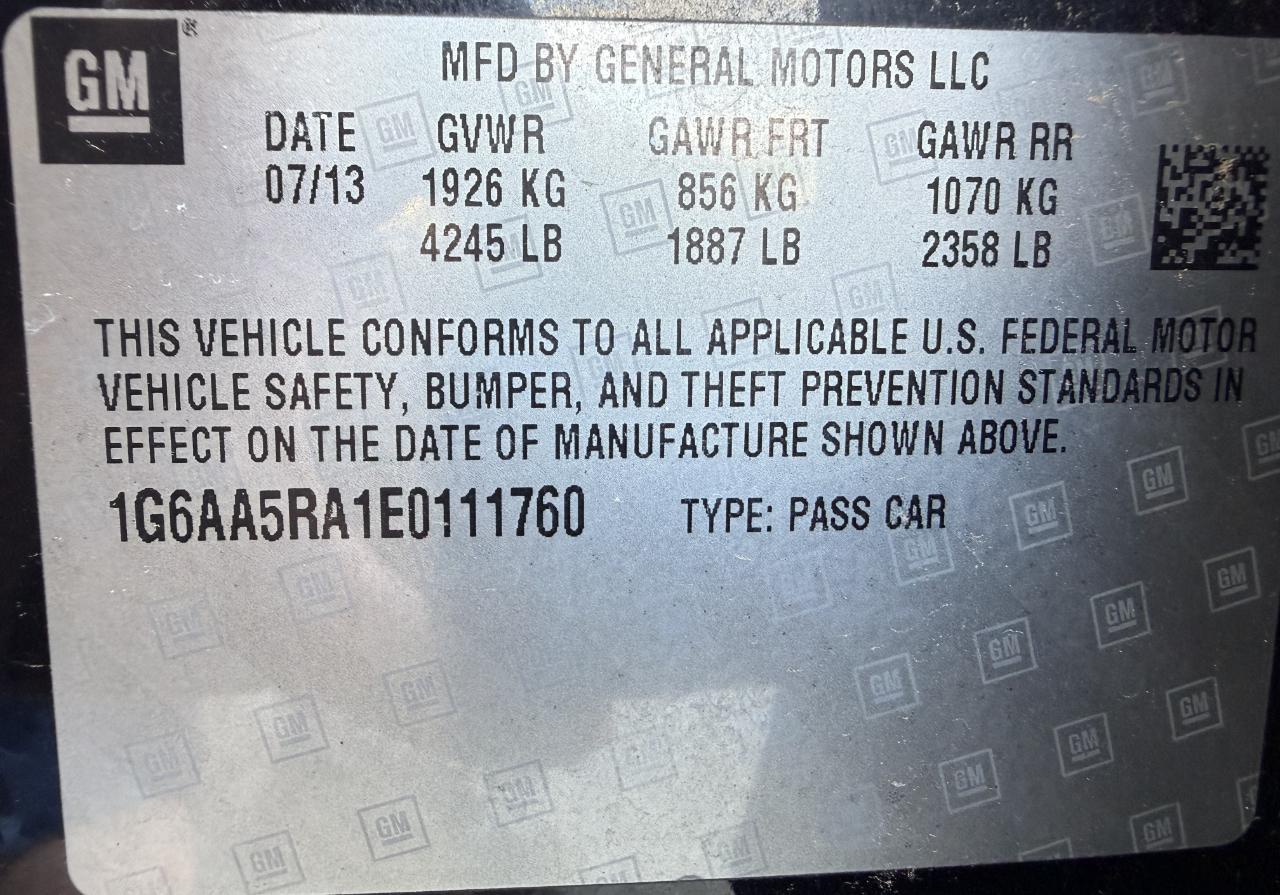 GM
MFD BY GENERAL MOTORS LLC
DATE GVWR GAWR FRT GAWR RR
07/13 1926 KG 856 KG 1070 KG
4245 LB 1887 LB 2358 LB
THIS VEHICLE CONFORMS TO ALL APPLICABLE U.S. FEDERAL MOTOR
VEHICLE SAFETY, BUMPER, AND THEFT PREVENTION STANDARDS IN
EFFECT ON THE DATE OF MANUFACTURE SHOWN ABOVE.
1G6AA5RA1E0111760 TYPE: PASS CAR